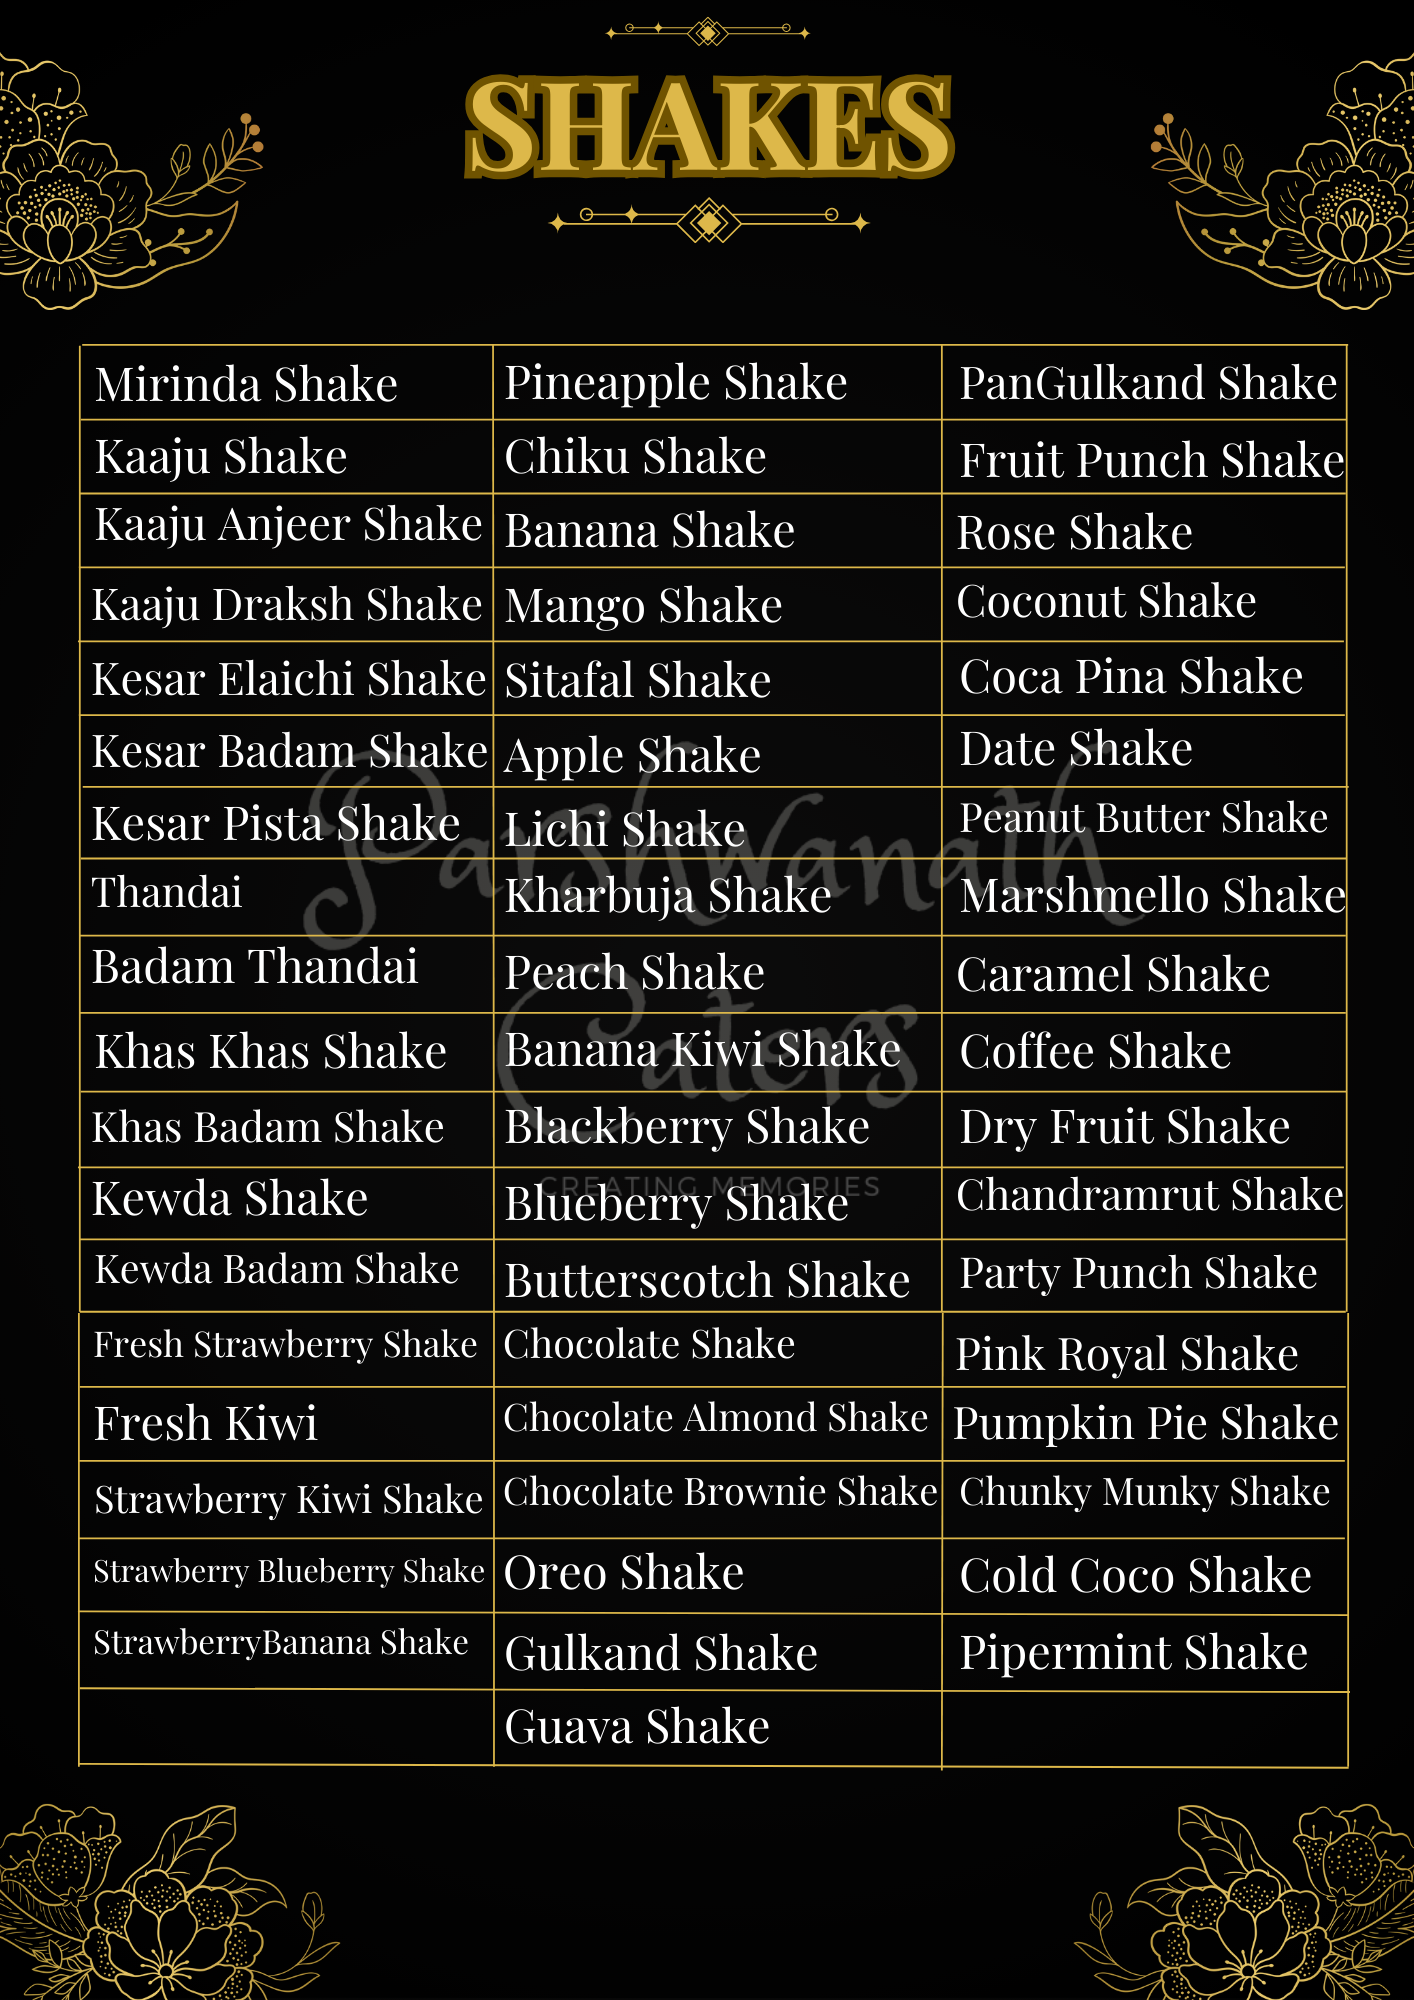 SHAKES
Mirinda Shake Pineapple Shake PanGulkand Shake
Kaaju Shake Chiku Shake Fruit Punch Shake
Kaaju Anjeer Shake Banana Shake Rose Shake
Kaaju Draksh Shake Mango Shake Coconut Shake
Kesar Elaichi Shake Sitafal Shake Coca Pina Shake
Kesar Badam Shake Apple Shake Date Shake
Kesar Pista Shake Lichi Shake Peanut Butter Shake
Parshwanath
Thandai Kharbuja Shake Marshmello Shake
Badam Thandai Peach Shake Caramel Shake
Khas Khas Shake Banana Kiwi Shake Coffee Shake
Caters
Khas Badam Shake Blackberry Shake Dry Fruit Shake
CREATING MEMORIES
Kewda Shake Blueberry Shake Chandramrut Shake
Kewda Badam Shake Butterscotch Shake Party Punch Shake
Fresh Strawberry Shake Chocolate Shake Pink Royal Shake
Fresh Kiwi Chocolate Almond Shake Pumpkin Pie Shake
Strawberry Kiwi Shake Chocolate Brownie Shake Chunky Munky Shake
Strawberry Blueberry Shake Oreo Shake Cold Coco Shake
StrawberryBanana Shake Gulkand Shake Pipermint Shake
Guava Shake